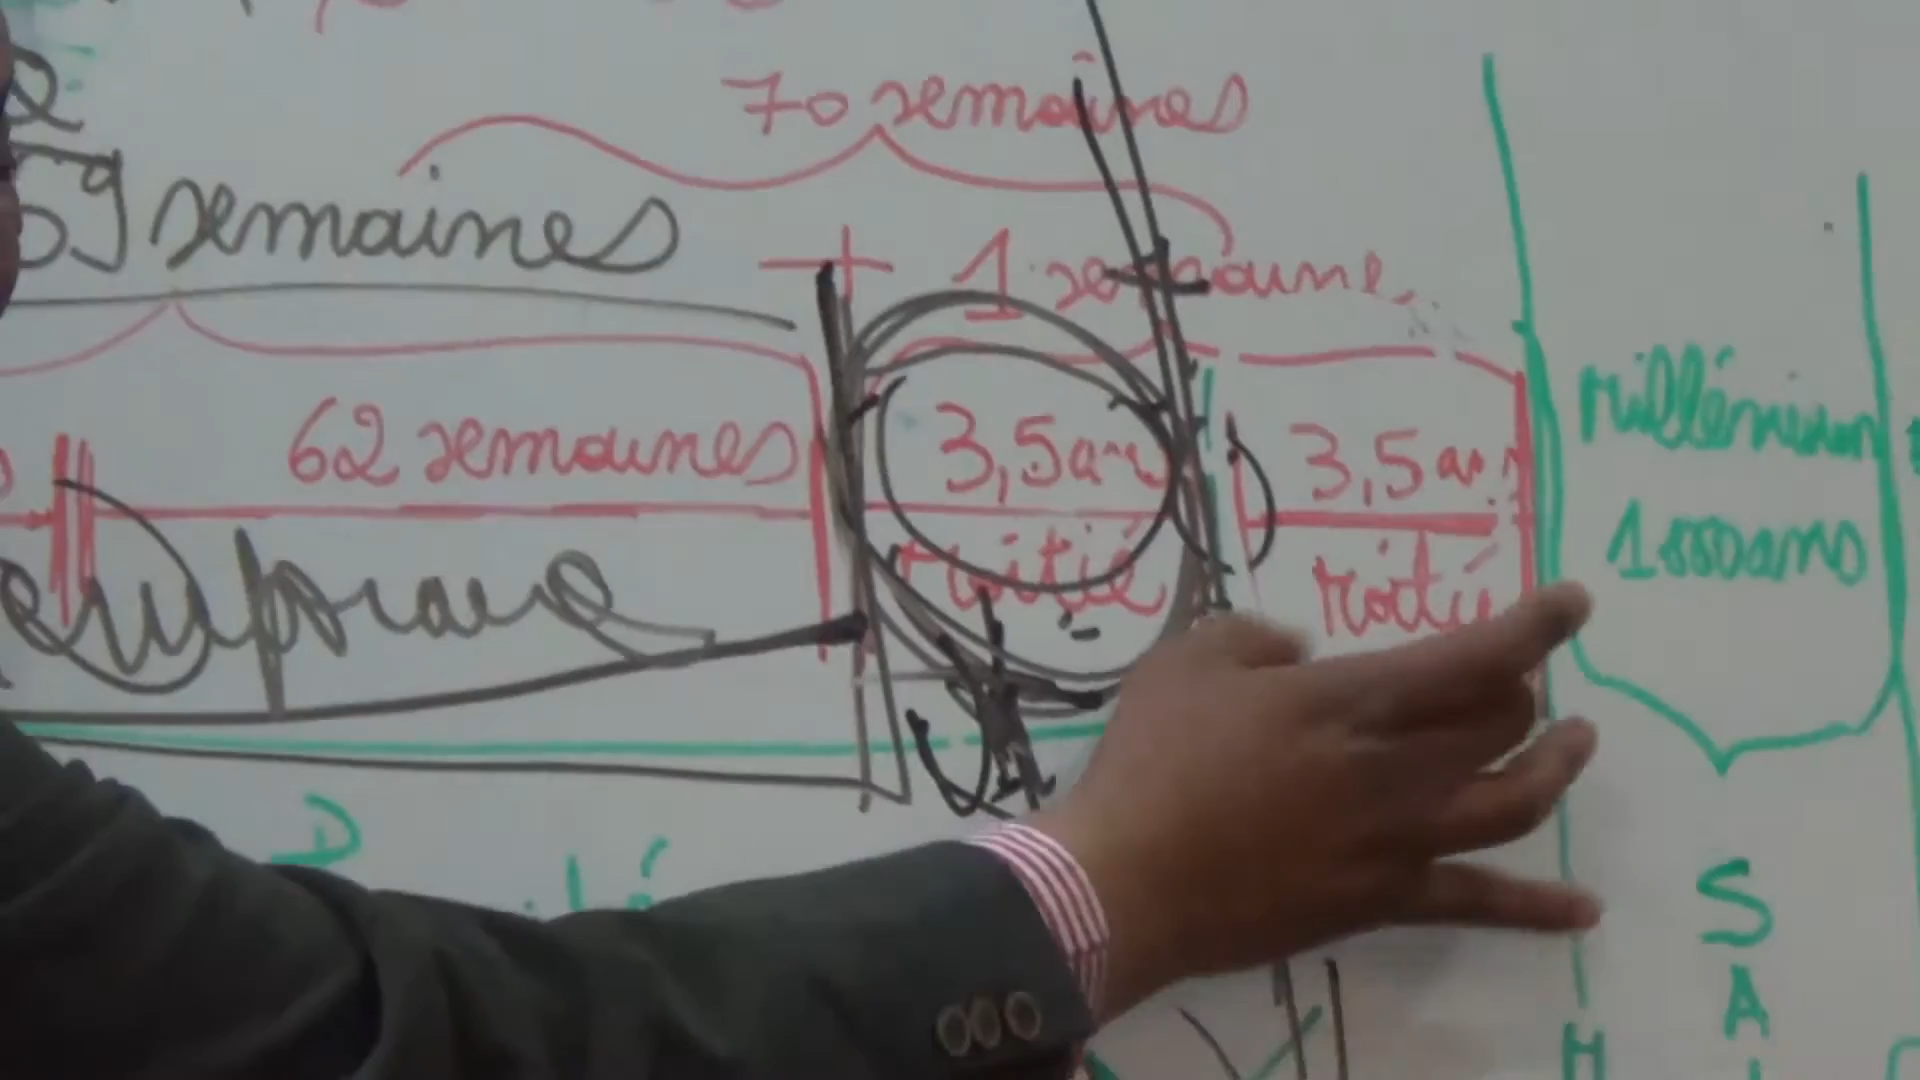 70 semaines
69 semaines
1 semaine
62 semaines
3,5 ans
3,5 ans
moitié
moitié
Millénium
1000 ans
D
S
A
H